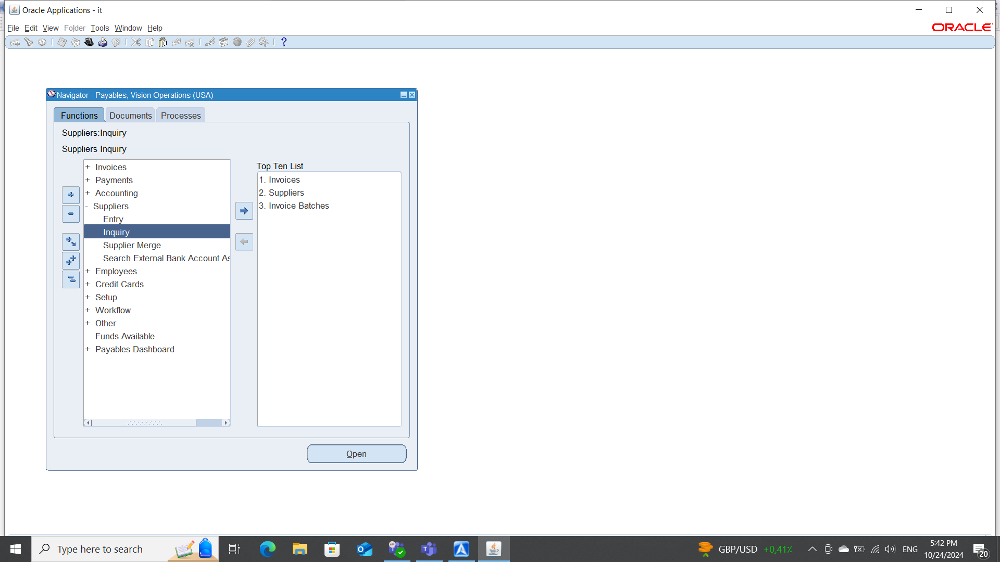 Oracle Applications - it
File Edit View Folder Tools Window Help
ORACLE
?
Navigator - Payables, Vision Operations (USA)
Functions Documents Processes
Suppliers:Inquiry
Suppliers Inquiry
+ Invoices
+ Payments
+ Accounting
- Suppliers
Entry
Inquiry
Supplier Merge
Search External Bank Account As
+ Employees
+ Credit Cards
+ Setup
+ Workflow
+ Other
Funds Available
+ Payables Dashboard
Top Ten List
1. Invoices
2. Suppliers
3. Invoice Batches
Open
Type here to search
GBP/USD +0,41%
ENG
5:42 PM
10/24/2024
20